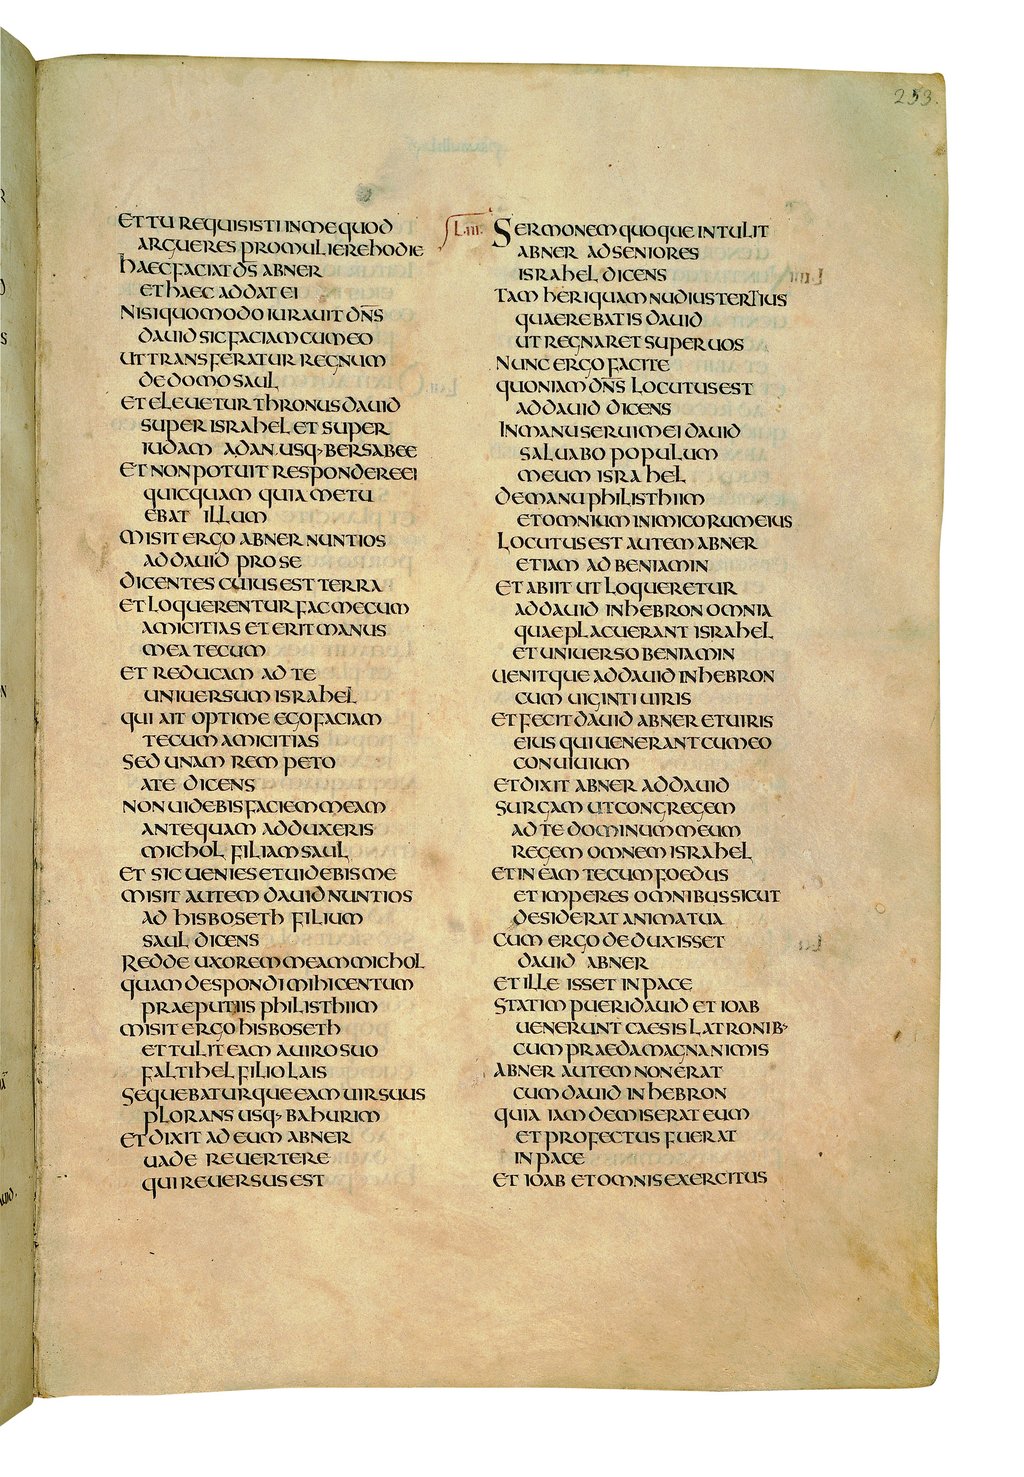 253.
ET TU REQUISISTI IN ME QUOD
ARGUERES PRO MULIERE HODIE
HAEC FACIAT D̅S̅ ABNER
ET HAEC ADDAT EI
NISI QUOMODO IURAUIT D̅N̅S̅
DAUID SIC FACIAM CUM EO
UT TRANSFERATUR REGNUM
DE DOMO SAUL
ET ELEUETUR THRONUS DAUID
SUPER ISRAHEL ET SUPER
IUDAM A DAN USQ· BERSABEE
ET NON POTUIT RESPONDERE EI
QUICQUAM QUIA METU
EBAT ILLUM
MISIT ERGO ABNER NUNTIOS
AD DAUID PRO SE
DICENTES CUIUS EST TERRA
ET LOQUERENTUR FAC MECUM
AMICITIAS ET ERIT MANUS
MEA TECUM
ET REDUCAM AD TE
UNIUERSUM ISRAHEL
QUI AIT OPTIME EGO FACIAM
TECUM AMICITIAS
SED UNAM REM PETO
A TE DICENS
NON UIDEBIS FACIEM MEAM
ANTEQUAM ADDUXERIS
MICHOL FILIAM SAUL
ET SIC UENIES ET UIDEBIS ME
MISIT AUTEM DAUID NUNTIOS
AD HISBOSETH FILIUM
SAUL DICENS
REDDE UXOREM MEAM MICHOL
QUAM DESPONDI MIHI CENTUM
PRAEPUTIIS PHILISTHIIM
MISIT ERGO HISBOSETH
ET TULIT EAM A UIRO SUO
FALTIHEL FILIO LAIS
SEQUEBATURQUE EAM UIR SUUS
PLORANS USQ· BAHURIM
ET DIXIT AD EUM ABNER
UADE REUERTERE
QUI REUERSUS EST
LIII· SERMONEM QUOQUE INTULIT
ABNER AD SENIORES
ISRAHEL DICENS
TAM HERI QUAM NUDIUS TERTIUS
QUAEREBATIS DAUID
UT REGNARET SUPER UOS
NUNC ERGO FACITE
QUONIAM D̅N̅S̅ LOCUTUS EST
AD DAUID DICENS
IN MANU SERUI MEI DAUID
SALUABO POPULUM
MEUM ISRAHEL
DE MANU PHILISTHIIM
ET OMNIUM INIMICORUM EIUS
LOCUTUS EST AUTEM ABNER
ETIAM AD BENIAMIN
ET ABIIT UT LOQUERETUR
AD DAUID IN HEBRON OMNIA
QUAE PLACUERANT ISRAHEL
ET UNIUERSO BENIAMIN
UENITQUE AD DAUID IN HEBRON
CUM UIGINTI UIRIS
ET FECIT DAUID ABNER ET UIRIS
EIUS QUI UENERANT CUM EO
CONUIUIUM
ET DIXIT ABNER AD DAUID
SURGAM UT CONGREGEM
AD TE DOMINUM MEUM
REGEM OMNEM ISRAHEL
ET IN EAM TECUM FOEDUS
ET IMPERES OMNIBUS SICUT
DESIDERAT ANIMA TUA
CUM ERGO DEDUXISSET
DAUID ABNER
ET ILLE ISSET IN PACE
STATIM PUERI DAUID ET IOAB
UENERUNT CAESIS LATRONIB·
CUM PRAEDA MAGNA NIMIS
ABNER AUTEM NON ERAT
CUM DAUID IN HEBRON
QUIA IAM DEMISERAT EUM
ET PROFECTUS FUERAT
IN PACE
ET IOAB ET OMNIS EXERCITUS